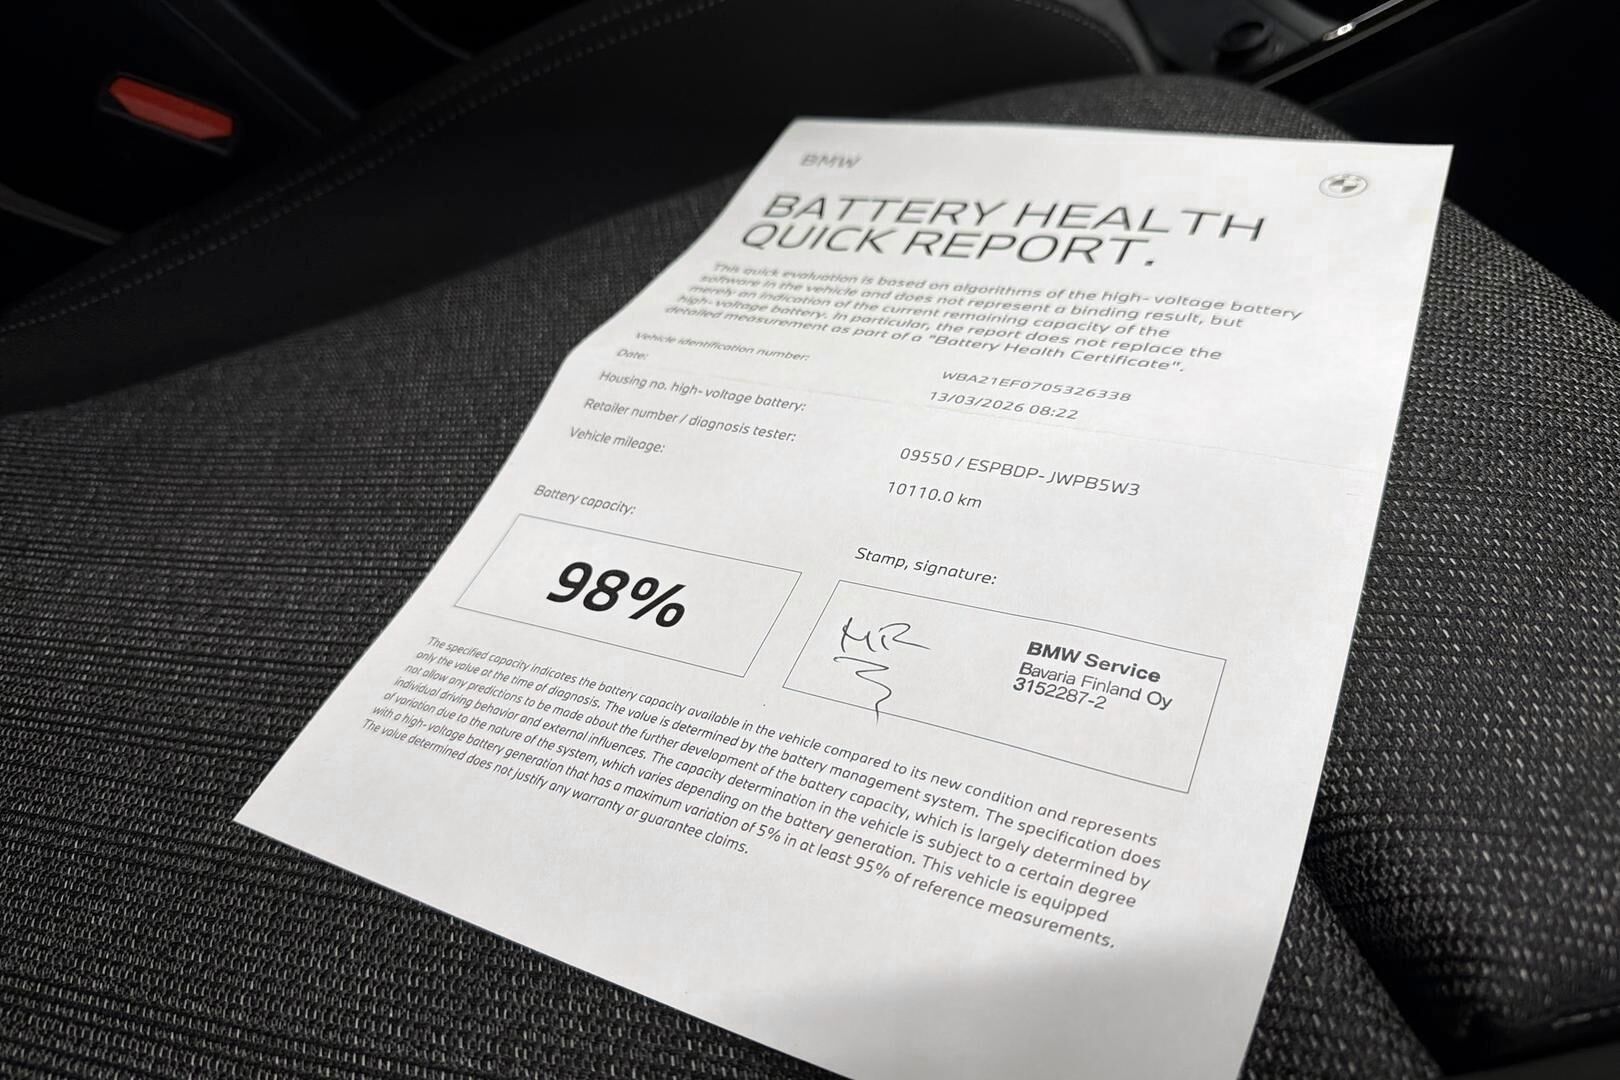 BMW
BATTERY HEALTH
QUICK REPORT.
This quick evaluation is based on algorithms of the high-voltage battery
software in the vehicle and does not represent a binding result, but
merely an indication of the current remaining capacity of the
high-voltage battery. In particular, the report does not replace the
detailed measurement as part of a "Battery Health Certificate".
Vehicle identification number: WBA21EF0705326338
Date: 13/03/2026 08:22
Housing no. high-voltage battery:
Retailer number / diagnosis tester: 09550 / ESPBDP-JWPB5W3
Vehicle mileage: 10110.0 km
Battery capacity:
98%
Stamp, signature:
BMW Service
Bavaria Finland Oy
3152287-2
The specified capacity indicates the battery capacity available in the vehicle compared to its new condition and represents
only the value at the time of diagnosis. The value is determined by the battery management system. The specification does
not allow any predictions to be made about the further development of the battery capacity, which is largely determined by
individual driving behavior and external influences. The capacity determination in the vehicle is subject to a certain degree
of variation due to the nature of the system, which varies depending on the battery generation. This vehicle is equipped
with a high-voltage battery generation that has a maximum variation of 5% in at least 95% of reference measurements.
The value determined does not justify any warranty or guarantee claims.